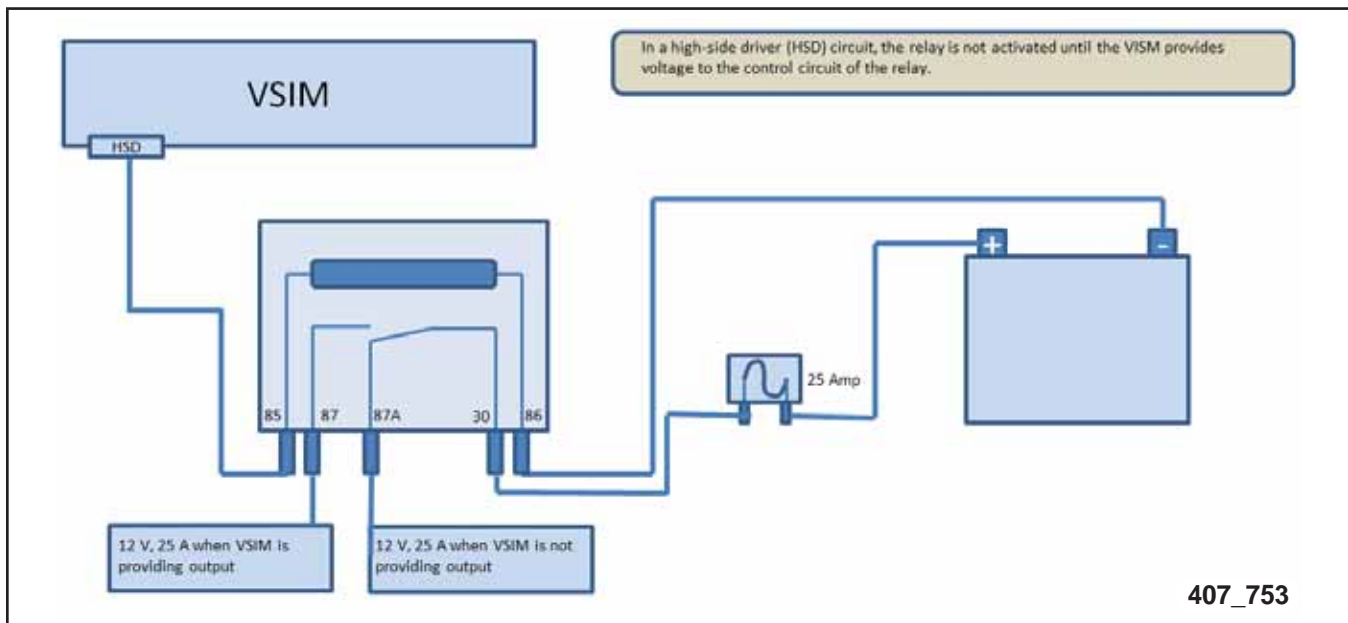 In a high-side driver (HSD) circuit, the relay is not activated until the VISM provides
voltage to the control circuit of the relay.
VSIM
HSD
+
-
25 Amp
85
87
87A
30
86
12 V, 25 A when VSIM is
providing output
12 V, 25 A when VSIM is not
providing output
407_753